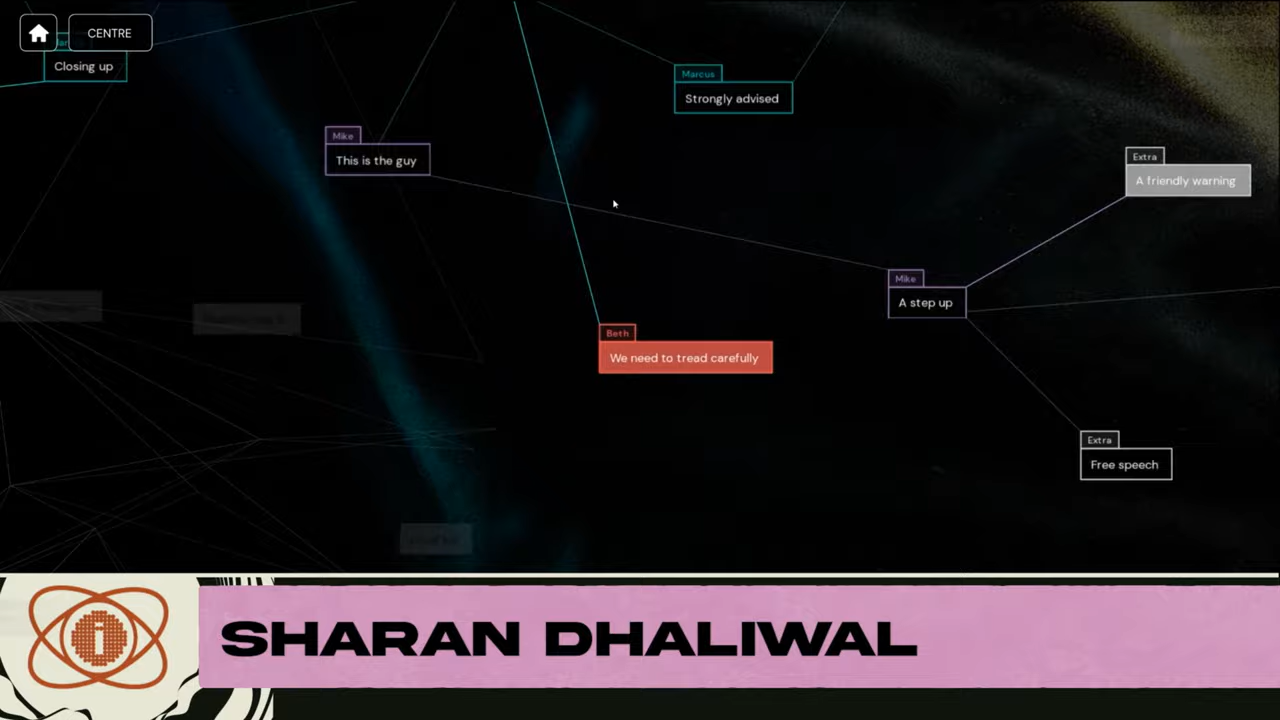 CENTRE
Closing up
Marcus
Strongly advised
Mike
This is the guy
Extra
A friendly warning
Mike
A step up
Beth
We need to tread carefully
Extra
Free speech
i
SHARAN DHALIWAL